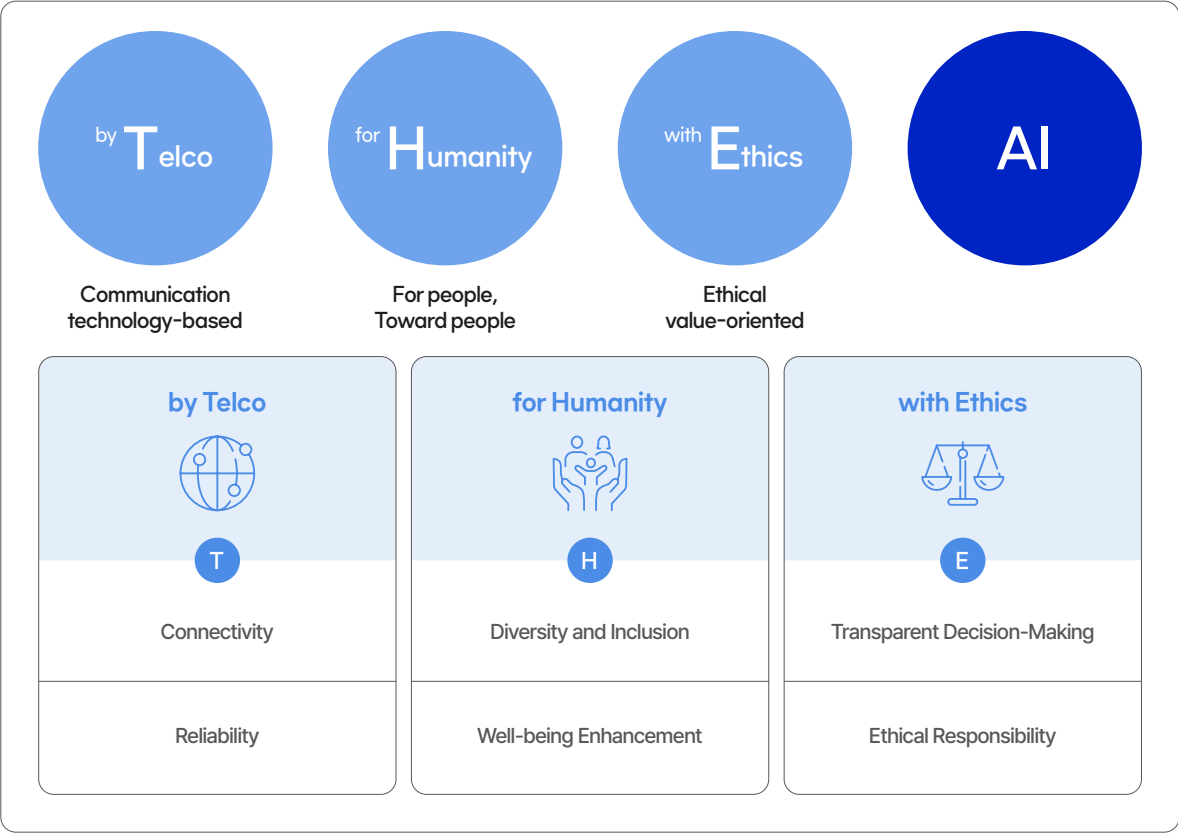 by Telco
for Humanity
with Ethics
AI
Communication
technology-based
For people,
Toward people
Ethical
value-oriented
by Telco
for Humanity
with Ethics
T
H
E
Connectivity
Diversity and Inclusion
Transparent Decision-Making
Reliability
Well-being Enhancement
Ethical Responsibility